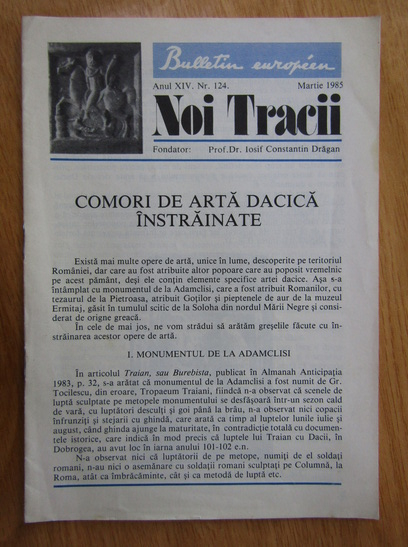 Bulletin européen
Anul XIV. Nr. 124. Martie 1985
Noi Tracii
Fondator: Prof.Dr. Iosif Constantin Drăgan
COMORI DE ARTĂ DACICĂ
ÎNSTRĂINATE
Există mai multe opere de artă, unice în lume, descoperite pe teritoriul
României, dar care au fost atribuite altor popoare care au poposit vremelnic
pe acest pământ, deşi ele conţin elemente specifice artei dacice. Aşa s-a
întâmplat cu monumentul de la Adamclisi, care a fost atribuit Romanilor, cu
tezaurul de la Pietroasa, atribuit Goţilor şi pieptenele de aur de la muzeul
Ermitaj, găsit în tumulul scitic de la Soloha din nordul Mării Negre şi consi-
derat de origne greacă.
În cele de mai jos, ne vom strădui să arătăm greşelile făcute cu în-
străinarea acestor opere de artă.
I. MONUMENTUL DE LA ADAMCLISI
În articolul Traian, sau Burebista, publicat în Almanah Anticipaţia
1983, p. 32, s-a arătat că monumentul de la Adamclisi a fost numit de Gr.
Tocilescu, din eroare, Tropaeum Traiani, fiindcă n-a observat că scenele de
luptă sculptate pe metopele monumentului se desfăşoară într-un sezon cald
de vară, cu luptători desculţi şi goi până la brâu, n-a observat nici copacii
înfrunziţi şi stejarii cu ghindă, care arată ca timp al luptelor lunile iulie şi
august, când ghinda ajunge la maturitate, în contradicţie totală cu documen-
tele istorice, care indică în mod precis că luptele lui Traian cu Dacii, în
Dobrogea, au avut loc în iarna anului 101-102 e.n.
N-a observat nici că luptătorii de pe metope, numiţi de el soldaţi
romani, n-au nici o asemănare cu soldaţii romani sculptaţi pe Columnă, la
Roma, atât ca îmbrăcăminte, cât şi ca metodă de luptă etc.